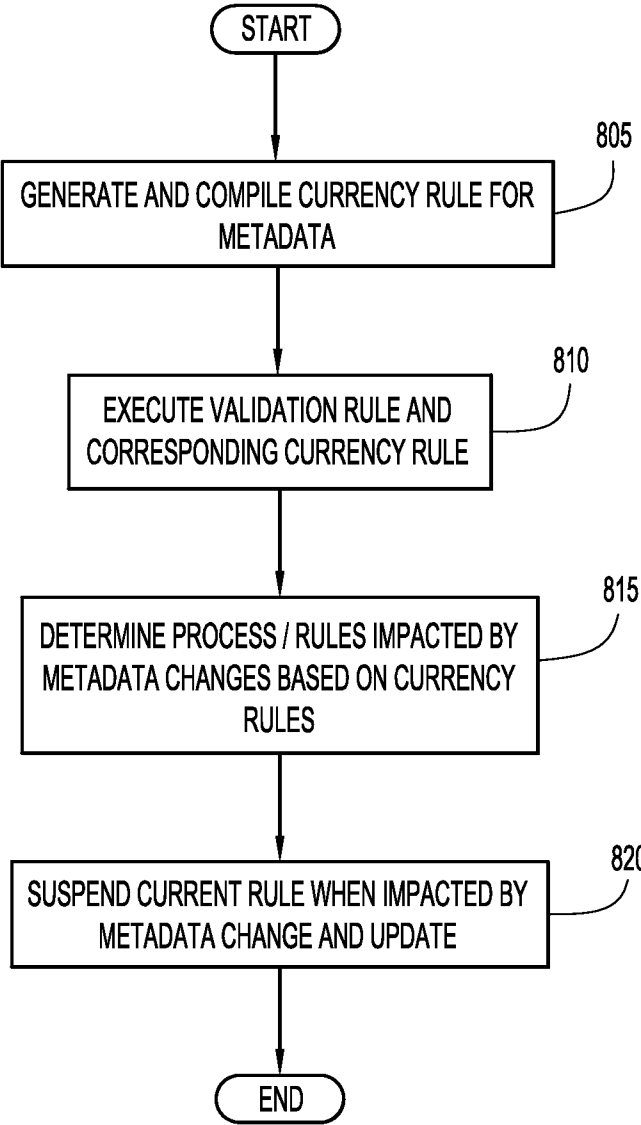 START
805
GENERATE AND COMPILE CURRENCY RULE FOR
METADATA
810
EXECUTE VALIDATION RULE AND
CORRESPONDING CURRENCY RULE
815
DETERMINE PROCESS / RULES IMPACTED BY
METADATA CHANGES BASED ON CURRENCY
RULES
820
SUSPEND CURRENT RULE WHEN IMPACTED BY
METADATA CHANGE AND UPDATE
END